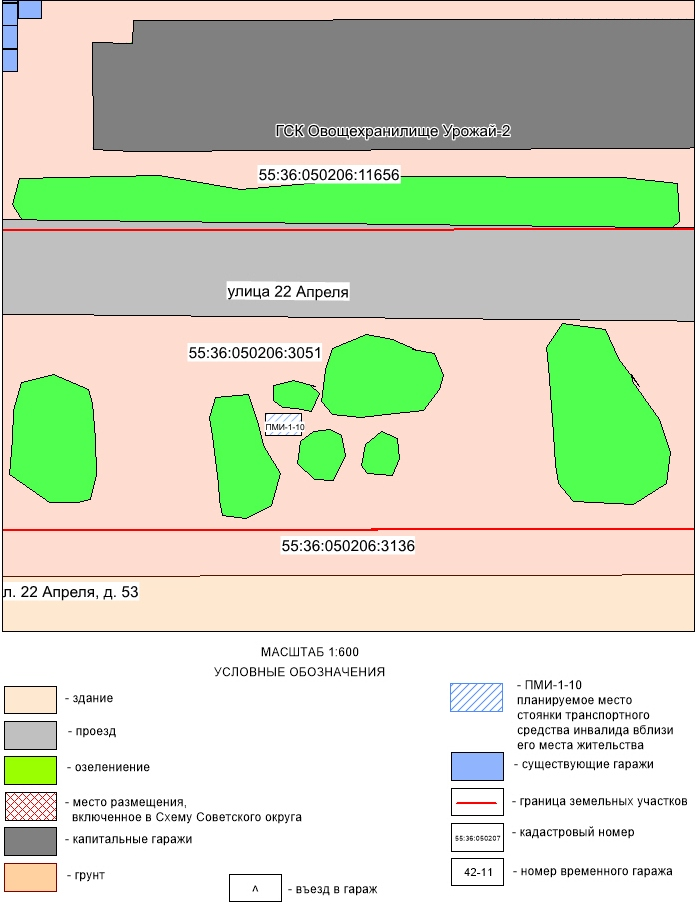 ГСК Овощехранилище Урожай-2
55:36:050206:11656
улица 22 Апреля
55:36:050206:3051
ПМИ-1-10
55:36:050206:3136
л. 22 Апреля, д. 53
МАСШТАБ 1:600
УСЛОВНЫЕ ОБОЗНАЧЕНИЯ
- здание
- проезд
- озелениение
- место размещения,
включенное в Схему Советского округа
- капитальные гаражи
- грунт
^ - въезд в гараж
- ПМИ-1-10
планируемое место
стоянки транспортного
средства инвалида вблизи
его места жительства
- существующие гаражи
- граница земельных участков
55:36:050207 - кадастровый номер
42-11 - номер временного гаража